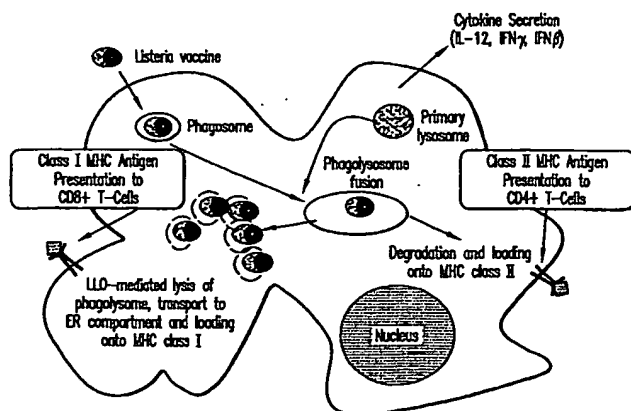 Cytokine Secretion
(IL-12, IFNγ, IFNβ)
Listeria vaccine
Phagosome
Primary
lysosome
Class I MHC Antigen
Presentation to
CD8+ T-Cells
Phagolysosome
fusion
Class II MHC Antigen
Presentation to
CD4+ T-Cells
LLO-mediated lysis of
phagolysome, transport to
ER compartment and loading
onto MHC class I
Degradation and loading
onto MHC class II
Nucleus